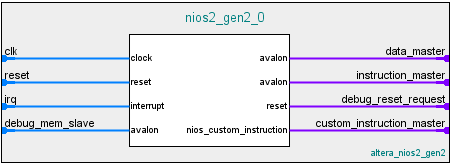 nios2_gen2_0
clk clock avalon data_master
reset reset avalon instruction_master
irq interrupt reset debug_reset_request
debug_mem_slave avalon nios_custom_instruction custom_instruction_master
altera_nios2_gen2